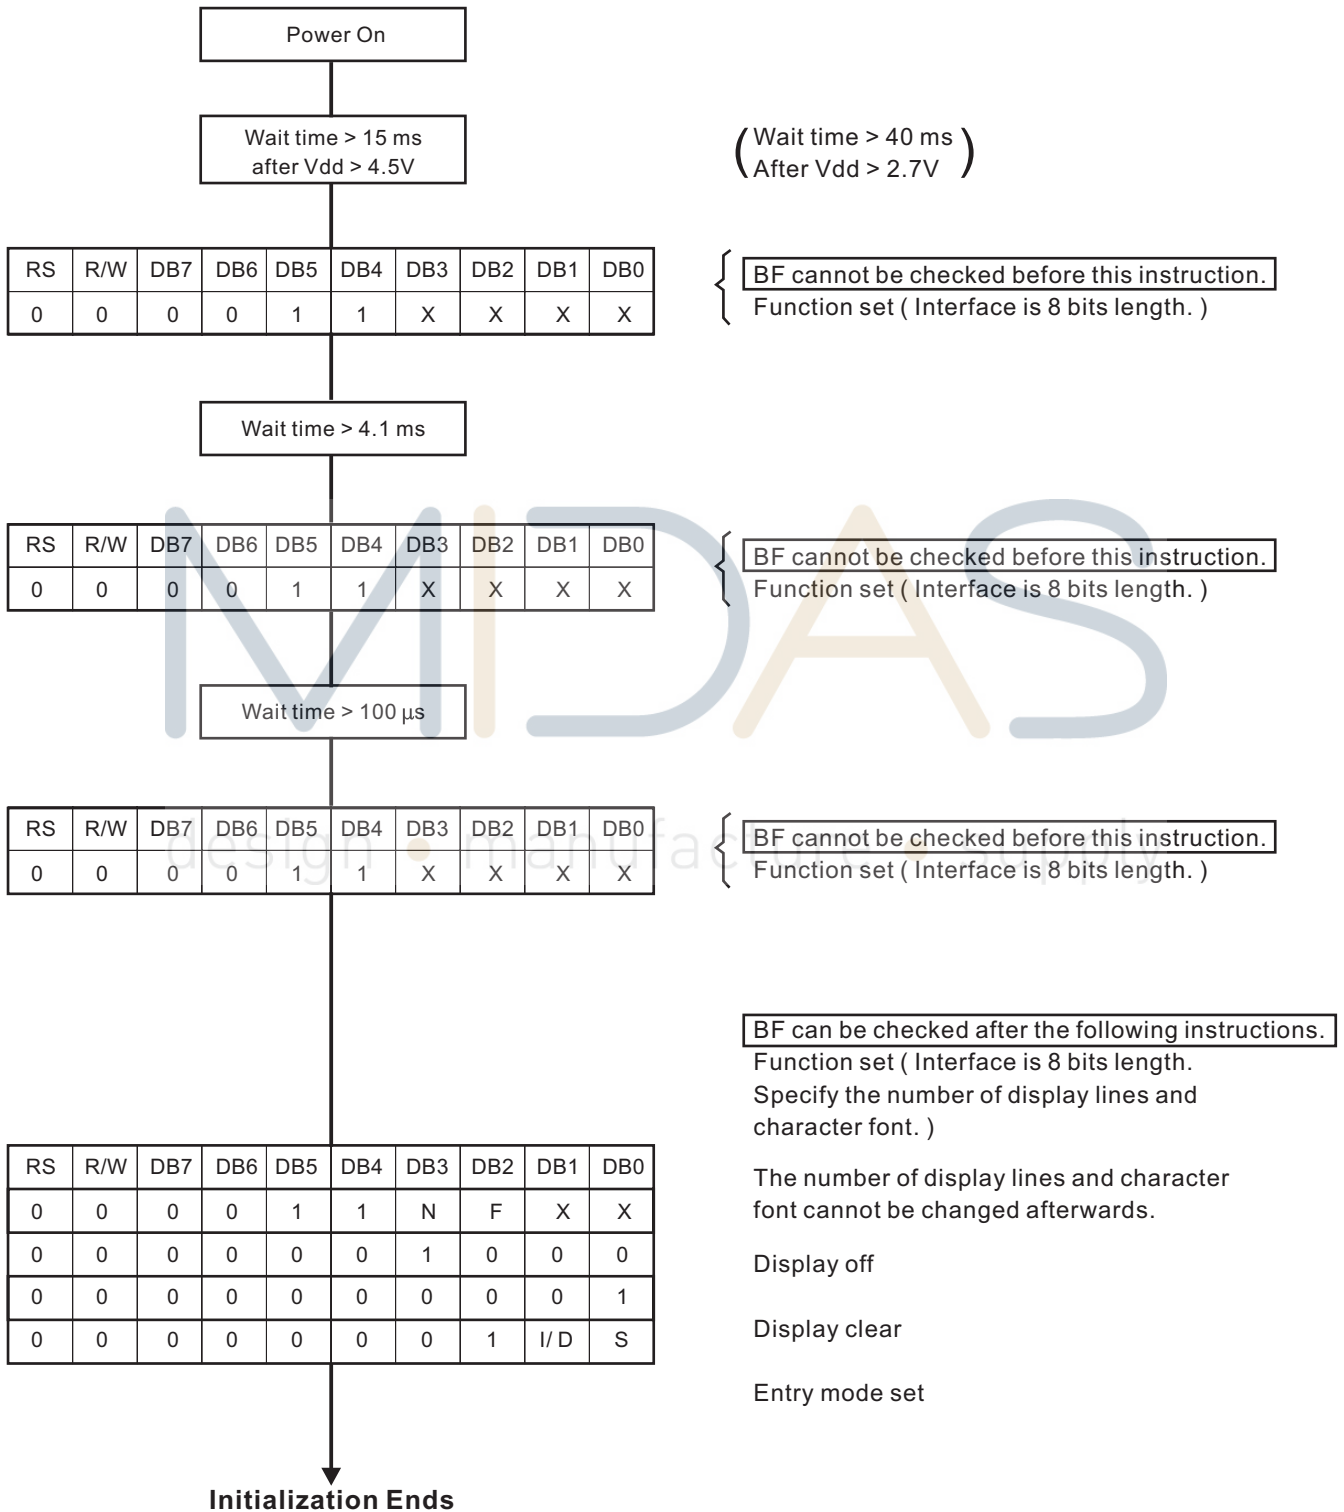 Power On
Wait time > 15 ms
after Vdd > 4.5V
(Wait time > 40 ms)
After Vdd > 2.7V
RS R/W DB7 DB6 DB5 DB4 DB3 DB2 DB1 DB0
0 0 0 0 1 1 X X X X
BF cannot be checked before this instruction.
Function set ( Interface is 8 bits length. )
Wait time > 4.1 ms
MIDAS
RS R/W DB7 DB6 DB5 DB4 DB3 DB2 DB1 DB0
0 0 0 0 1 1 X X X X
BF cannot be checked before this instruction.
Function set ( Interface is 8 bits length. )
Wait time > 100 µs
design • manufacture • supply
RS R/W DB7 DB6 DB5 DB4 DB3 DB2 DB1 DB0
0 0 0 0 1 1 X X X X
BF cannot be checked before this instruction.
Function set ( Interface is 8 bits length. )
BF can be checked after the following instructions.
Function set ( Interface is 8 bits length.
Specify the number of display lines and
character font. )
RS R/W DB7 DB6 DB5 DB4 DB3 DB2 DB1 DB0
0 0 0 0 1 1 N F X X
0 0 0 0 0 0 1 0 0 0
0 0 0 0 0 0 0 0 0 1
0 0 0 0 0 0 0 1 I/ D S
The number of display lines and character
font cannot be changed afterwards.
Display off
Display clear
Entry mode set
Initialization Ends